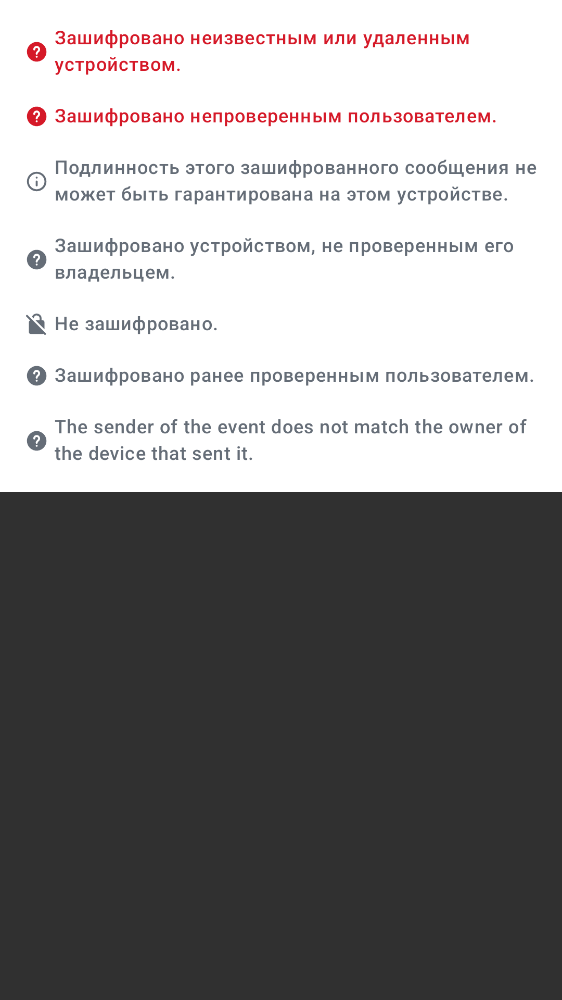 Зашифровано неизвестным или удаленным
устройством.
Зашифровано непроверенным пользователем.
Подлинность этого зашифрованного сообщения не
может быть гарантирована на этом устройстве.
Зашифровано устройством, не проверенным его
владельцем.
Не зашифровано.
Зашифровано ранее проверенным пользователем.
The sender of the event does not match the owner of
the device that sent it.